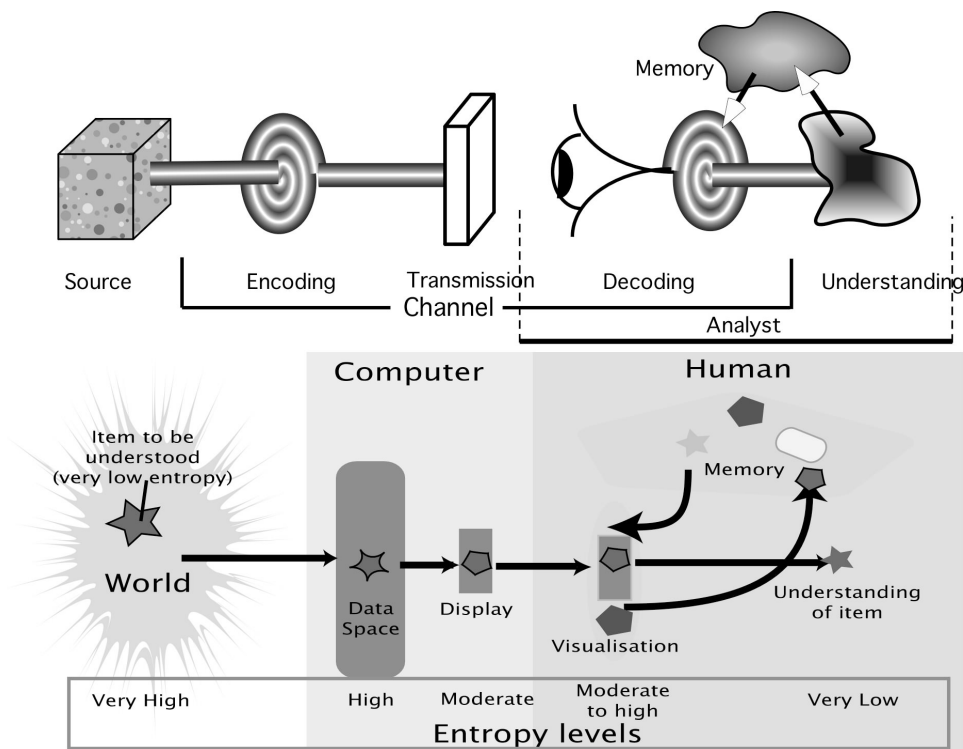 Memory
Source
Encoding
Transmission
Decoding
Understanding
Channel
Analyst
Computer
Human
Item to be
understood
(very low entropy)
Memory
World
Data
Space
Display
Visualisation
Understanding
of item
Very High
High
Moderate
Moderate
to high
Very Low
Entropy levels